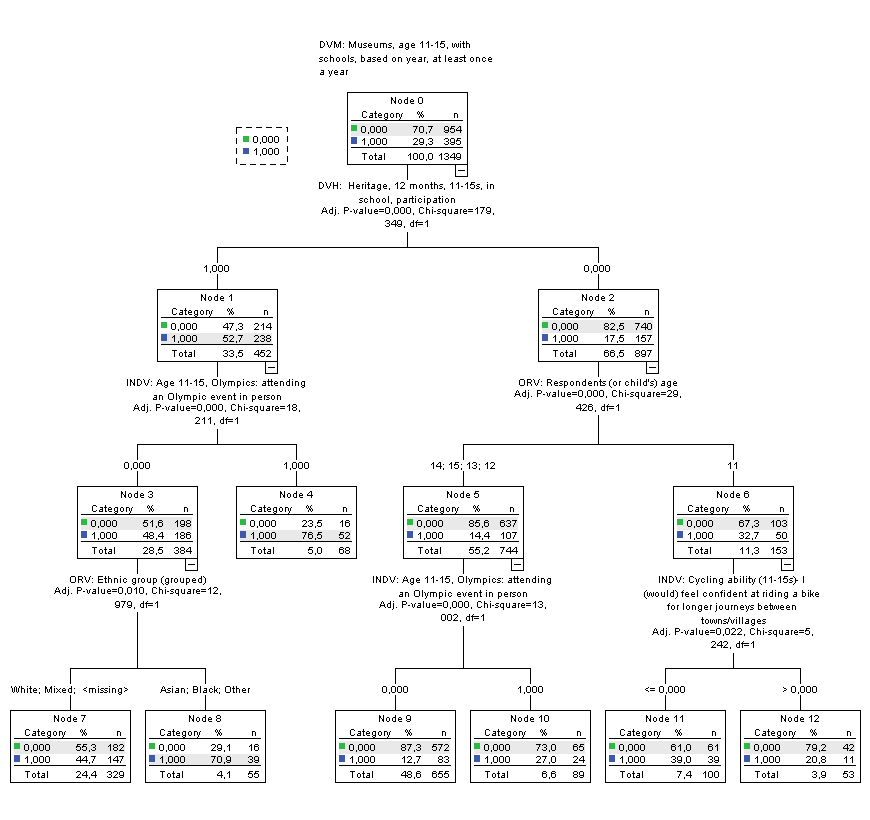 DVM: Museums, age 11-15, with
schools, based on year, at least once
a year
Node 0
Category % n
0,000 70,7 954
1,000 29,3 395
Total 100,0 1349
0,000
1,000
DVH: Heritage, 12 months, 11-15s, in
school, participation
Adj. P-value=0,000, Chi-square=179,
349, df=1
1,000
0,000
Node 1
Category % n
0,000 47,3 214
1,000 52,7 238
Total 33,5 452
Node 2
Category % n
0,000 82,5 740
1,000 17,5 157
Total 66,5 897
INDV: Age 11-15, Olympics: attending
an Olympic event in person
Adj. P-value=0,000, Chi-square=18,
211, df=1
ORV: Respondents (or child's) age
Adj. P-value=0,000, Chi-square=29,
426, df=1
0,000
1,000
14; 15; 13; 12
11
Node 3
Category % n
0,000 51,6 198
1,000 48,4 186
Total 28,5 384
Node 4
Category % n
0,000 23,5 16
1,000 76,5 52
Total 5,0 68
Node 5
Category % n
0,000 85,6 637
1,000 14,4 107
Total 55,2 744
Node 6
Category % n
0,000 67,3 103
1,000 32,7 50
Total 11,3 153
ORV: Ethnic group (grouped)
Adj. P-value=0,010, Chi-square=12,
979, df=1
INDV: Age 11-15, Olympics: attending
an Olympic event in person
Adj. P-value=0,000, Chi-square=13,
002, df=1
INDV: Cycling ability (11-15s)- I
(would) feel confident at riding a bike
for longer journeys between
towns/villages
Adj. P-value=0,022, Chi-square=5,
242, df=1
White; Mixed; <missing>
Asian; Black; Other
0,000
1,000
<= 0,000
> 0,000
Node 7
Category % n
0,000 55,3 182
1,000 44,7 147
Total 24,4 329
Node 8
Category % n
0,000 29,1 16
1,000 70,9 39
Total 4,1 55
Node 9
Category % n
0,000 87,3 572
1,000 12,7 83
Total 48,6 655
Node 10
Category % n
0,000 73,0 65
1,000 27,0 24
Total 6,6 89
Node 11
Category % n
0,000 61,0 61
1,000 39,0 39
Total 7,4 100
Node 12
Category % n
0,000 79,2 42
1,000 20,8 11
Total 3,9 53